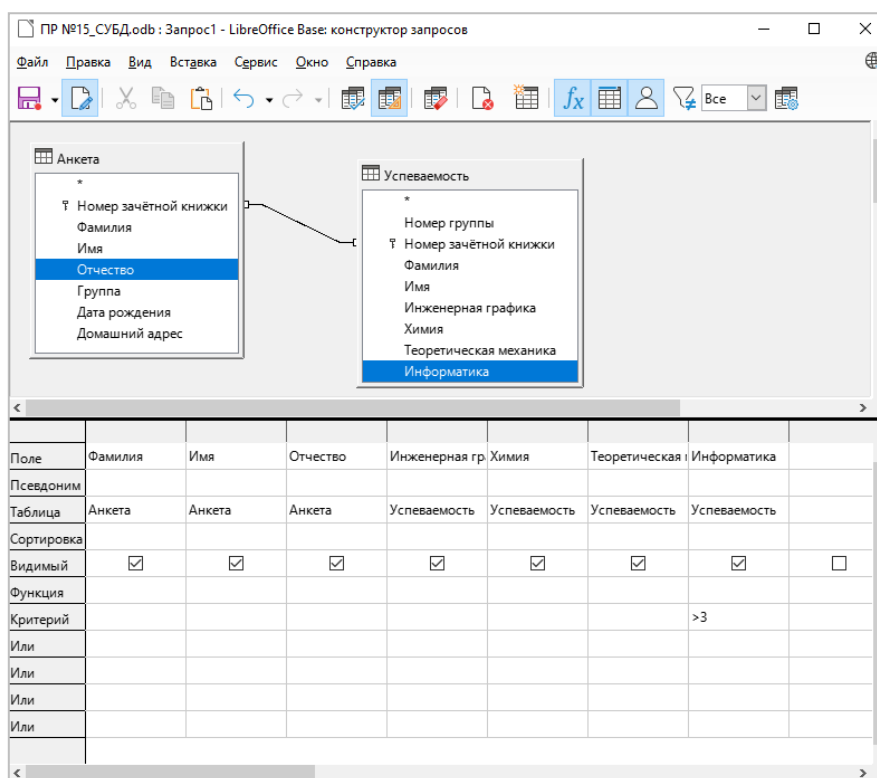 ПР №15_СУБД.odb : Запрос1 - LibreOffice Base: конструктор запросов
Файл Правка Вид Вставка Сервис Окно Справка
fx Все
Анкета
*
Номер зачётной книжки
Фамилия
Имя
Отчество
Группа
Дата рождения
Домашний адрес
Успеваемость
*
Номер группы
Номер зачётной книжки
Фамилия
Имя
Инженерная графика
Химия
Теоретическая механика
Информатика
Поле Фамилия Имя Отчество Инженерная гр Химия Теоретическая Информатика
Псевдоним
Таблица Анкета Анкета Анкета Успеваемость Успеваемость Успеваемость Успеваемость
Сортировка
Видимый
Функция
Критерий >3
Или
Или
Или
Или